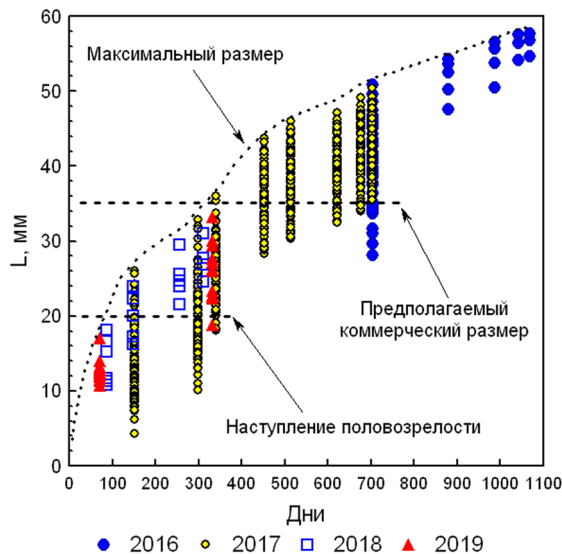 60
Максимальный размер
50
40
L, мм
30
Предполагаемый
коммерческий размер
20
10
Наступление половозрелости
0
0 100 200 300 400 500 600 700 800 900 1000 1100
Дни
2016 2017 2018 2019